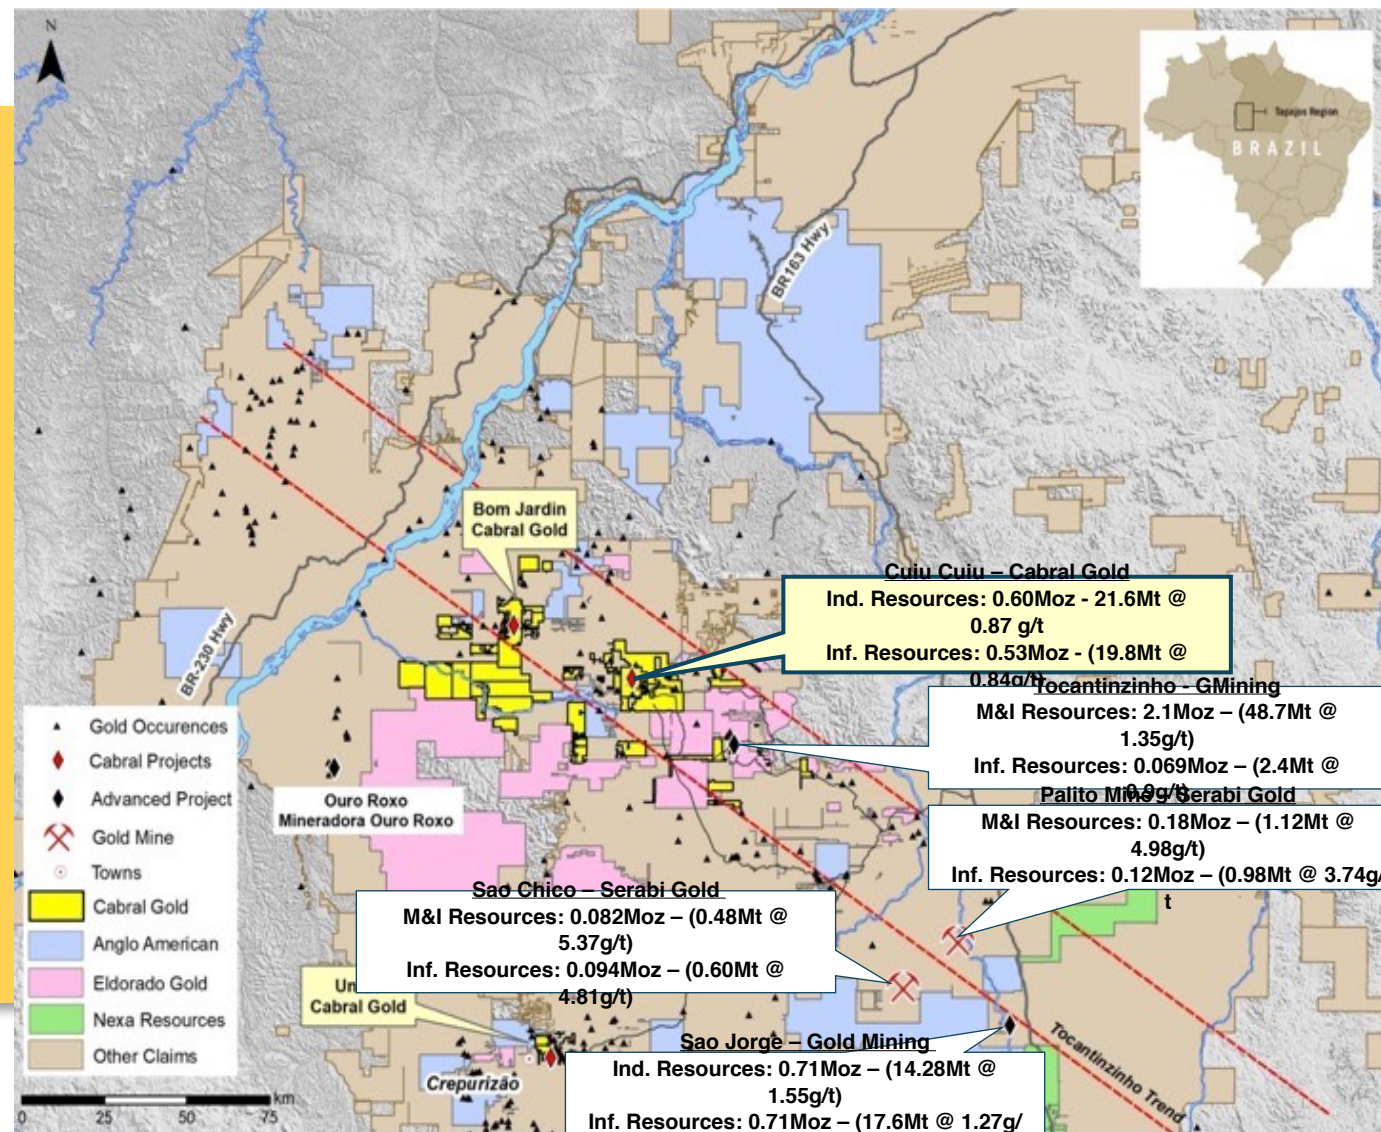 N
Tapajos Region
BRAZIL
BR163 Hwy
Bom Jardin
Cabral Gold
Cuiu Cuiu – Cabral Gold
Ind. Resources: 0.60Moz - 21.6Mt @
0.87 g/t
Inf. Resources: 0.53Moz - (19.8Mt @
0.84g/t)
BR-230 Hwy
Tocantinzinho - GMining
M&I Resources: 2.1Moz – (48.7Mt @
1.35g/t)
Inf. Resources: 0.069Moz – (2.4Mt @
0.9g/t)
Palito Mine – Serabi Gold
M&I Resources: 0.18Moz – (1.12Mt @
4.98g/t)
Inf. Resources: 0.12Moz – (0.98Mt @ 3.74g/
t
Ouro Roxo
Mineradora Ouro Roxo
Gold Occurences
Cabral Projects
Advanced Project
Gold Mine
Towns
Cabral Gold
Anglo American
Eldorado Gold
Nexa Resources
Other Claims
Sao Chico – Serabi Gold
M&I Resources: 0.082Moz – (0.48Mt @
5.37g/t)
Inf. Resources: 0.094Moz – (0.60Mt @
4.81g/t)
Cabral Gold
Crepurizão
Sao Jorge – Gold Mining
Ind. Resources: 0.71Moz – (14.28Mt @
1.55g/t)
Inf. Resources: 0.71Moz – (17.6Mt @ 1.27g/
Tocantinzinho Trend
0 25 50 75 km